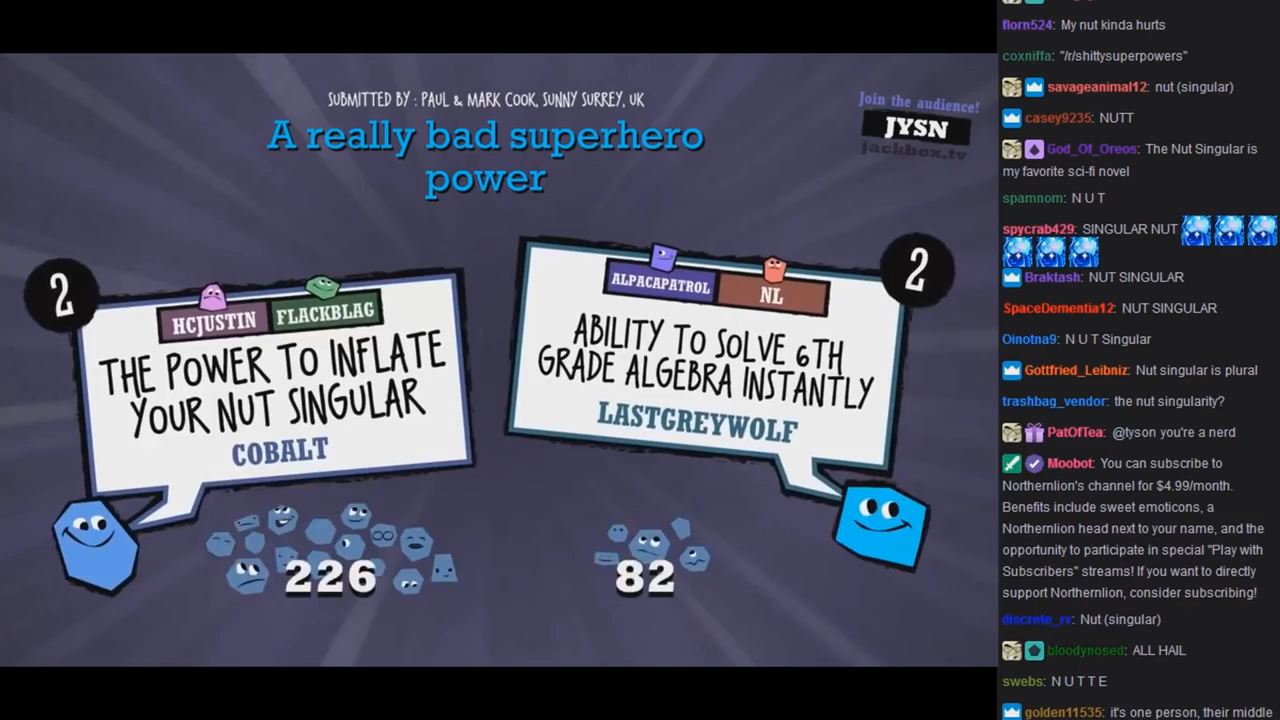 SUBMITTED BY : PAUL & MARK COOK, SUNNY SURREY, UK
A really bad superhero
power
Join the audience!
JYSN
jackbox.tv
2
HCJUSTIN
FLACKBLAG
THE POWER TO INFLATE
YOUR NUT SINGULAR
COBALT
226
2
ALPACAPATROL
NL
ABILITY TO SOLVE 6TH
GRADE ALGEBRA INSTANTLY
LASTGREYWOLF
82
florn524: My nut kinda hurts
coxniffa: "/r/shittysuperpowers"
savageanimal12: nut (singular)
casey9235: NUTT
God_Of_Oreos: The Nut Singular is
my favorite sci-fi novel
spamnom: N U T
spycrab429: SINGULAR NUT
Braktash: NUT SINGULAR
SpaceDementia12: NUT SINGULAR
Oinotna9: N U T Singular
Gottfried_Leibniz: Nut singular is plural
trashbag_vendor: the nut singularity?
PatOfTea: @tyson you're a nerd
Moobot: You can subscribe to
Northernlion's channel for $4.99/month.
Benefits include sweet emoticons, a
Northernlion head next to your name, and the
opportunity to participate in special "Play with
Subscribers" streams! If you want to directly
support Northernlion, consider subscribing!
discrete_rv: Nut (singular)
bloodynosed: ALL HAIL
swebs: N U T T E
golden11535: it's one person, their middle